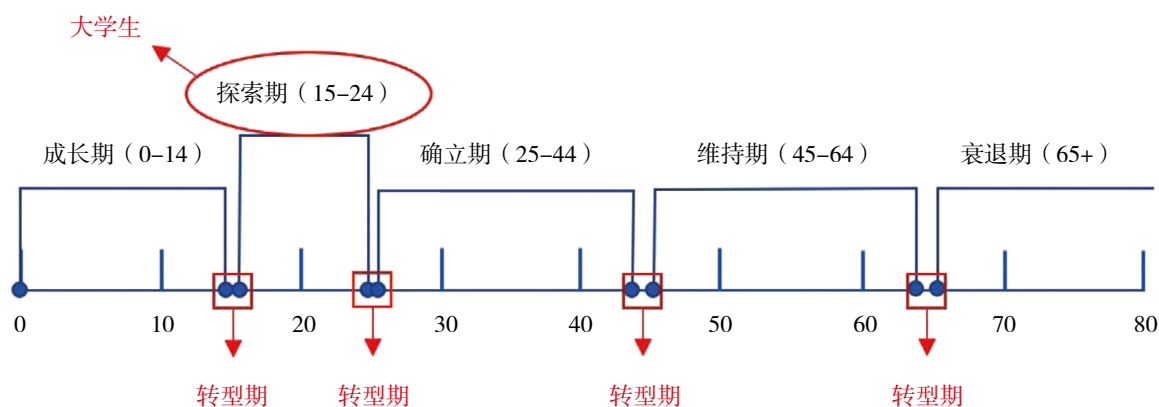 大学生
探索期（15–24）
成长期（0–14）
确立期（25–44）
维持期（45–64）
衰退期（65+）
0 10 20 30 40 50 60 70 80
转型期 转型期 转型期 转型期